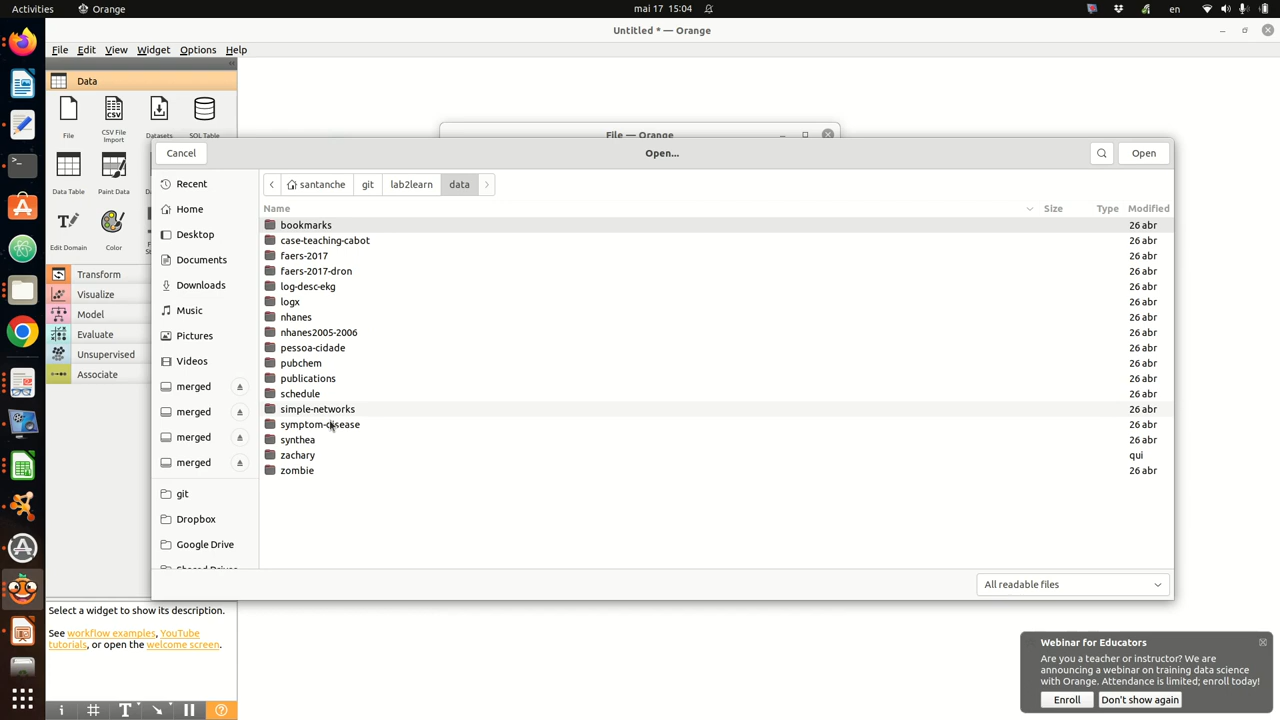 Activities
Orange
mai 17 15:04
en
Untitled * — Orange
File Edit View Widget Options Help
Data
File
CSV File Import
Datasets
SQL Table
Data Table
Paint Data
Edit Domain
Color
Transform
Visualize
Model
Evaluate
Unsupervised
Associate
Select a widget to show its description.
See workflow examples, YouTube
tutorials, or open the welcome screen.
File — Orange
Cancel
Open...
Open
santanche git lab2learn data
Name Size Type Modified
bookmarks 26 abr
case-teaching-cabot 26 abr
faers-2017 26 abr
faers-2017-dron 26 abr
log-desc-ekg 26 abr
logx 26 abr
nhanes 26 abr
nhanes2005-2006 26 abr
pessoa-cidade 26 abr
pubchem 26 abr
publications 26 abr
schedule 26 abr
simple-networks 26 abr
symptom-disease 26 abr
synthea 26 abr
zachary qui
zombie 26 abr
Recent
Home
Desktop
Documents
Downloads
Music
Pictures
Videos
merged
merged
merged
merged
git
Dropbox
Google Drive
All readable files
Webinar for Educators
Are you a teacher or instructor? We are
announcing a webinar on training data science
with Orange. Attendance is limited; enroll today!
Enroll
Don't show again